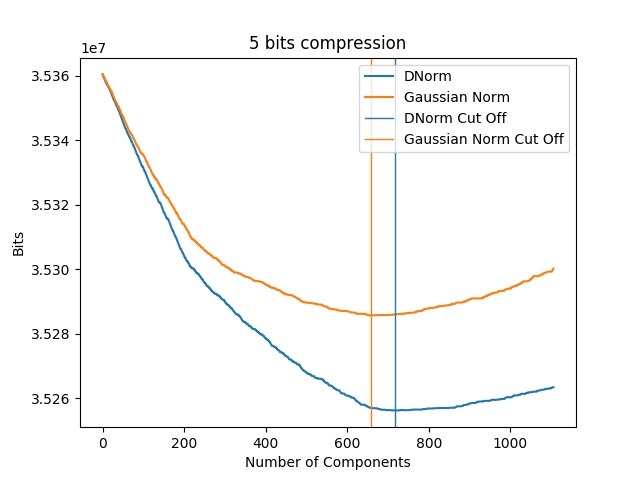 5 bits compression
1e7
DNorm
Gaussian Norm
DNorm Cut Off
Gaussian Norm Cut Off
3.536
3.534
3.532
3.530
3.528
3.526
Bits
0 200 400 600 800 1000
Number of Components